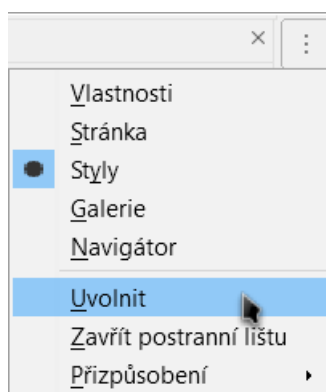 Vlastnosti
Stránka
Styly
Galerie
Navigátor
Uvolnit
Zavřít postranní lištu
Přizpůsobení